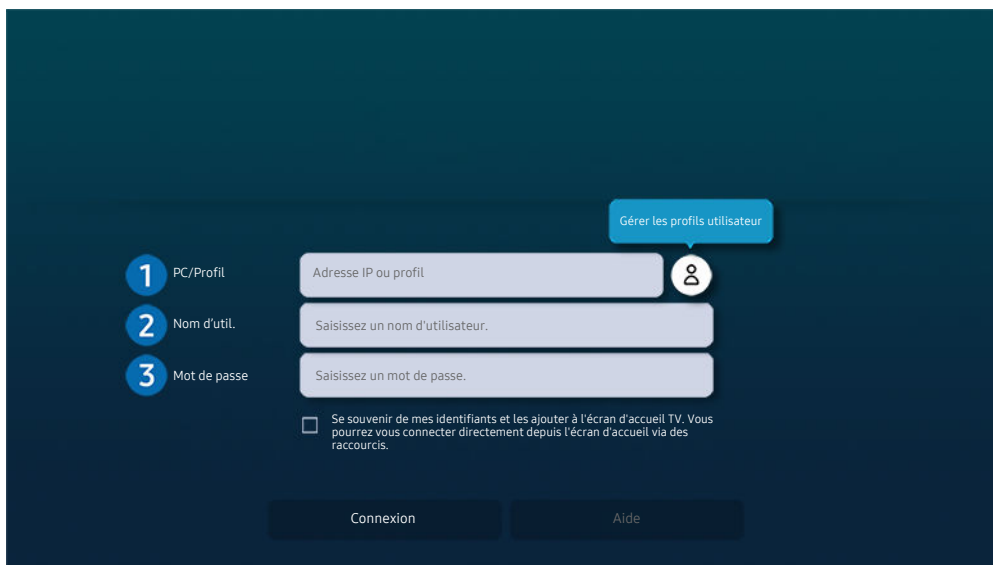 Gérer les profils utilisateur
1 PC/Profil Adresse IP ou profil
2 Nom d'util. Saisissez un nom d'utilisateur.
3 Mot de passe Saisissez un mot de passe.
Se souvenir de mes identifiants et les ajouter à l'écran d'accueil TV. Vous
pourrez vous connecter directement depuis l'écran d'accueil via des
raccourcis.
Connexion Aide